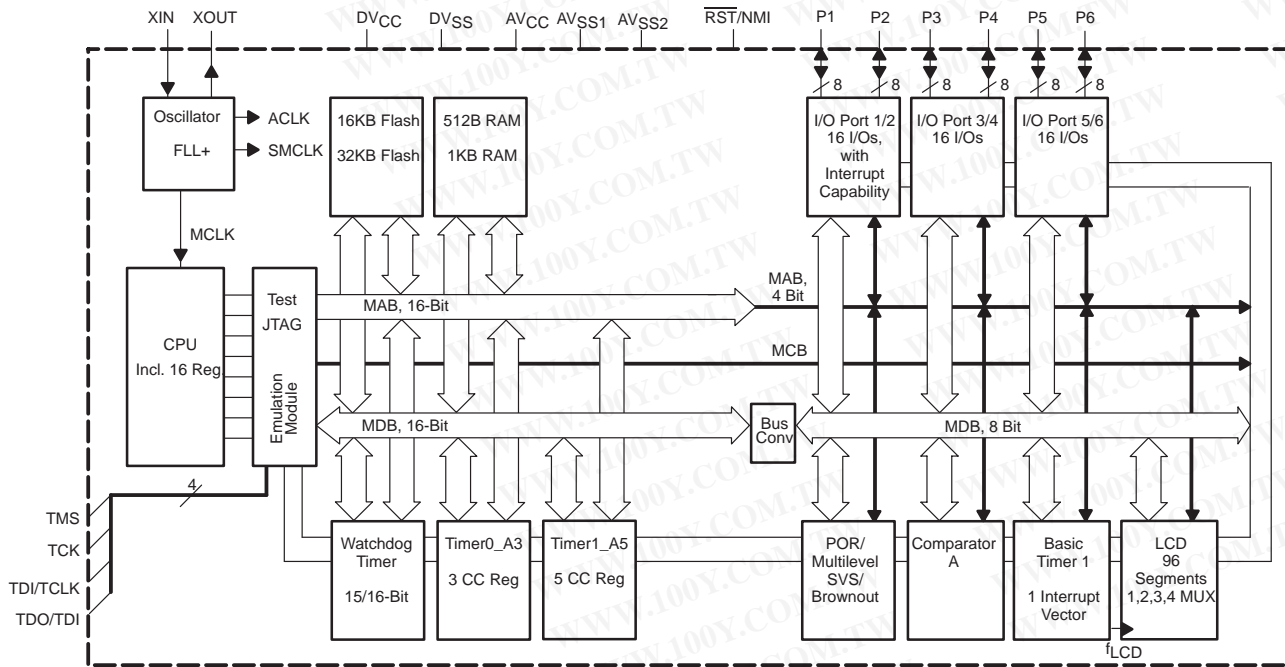 XIN XOUT DVCC DVSS AVCC AVSS1 AVSS2 RST/NMI P1 P2 P3 P4 P5 P6
8 8 8 8 8 8
Oscillator
FLL+
ACLK
SMCLK
16KB Flash
32KB Flash
512B RAM
1KB RAM
I/O Port 1/2
16 I/Os,
with
Interrupt
Capability
I/O Port 3/4
16 I/Os
I/O Port 5/6
16 I/Os
MCLK
CPU
Incl. 16 Reg.
Test
JTAG
Emulation
Module
MAB, 16-Bit
MAB,
4 Bit
MCB
MDB, 16-Bit
Bus
Conv
MDB, 8 Bit
4
TMS
TCK
TDI/TCLK
TDO/TDI
Watchdog
Timer
15/16-Bit
Timer0_A3
3 CC Reg
Timer1_A5
5 CC Reg
POR/
Multilevel
SVS/
Brownout
Comparator
A
Basic
Timer 1
1 Interrupt
Vector
LCD
96
Segments
1,2,3,4 MUX
fLCD
WWW.100Y.COM.TW